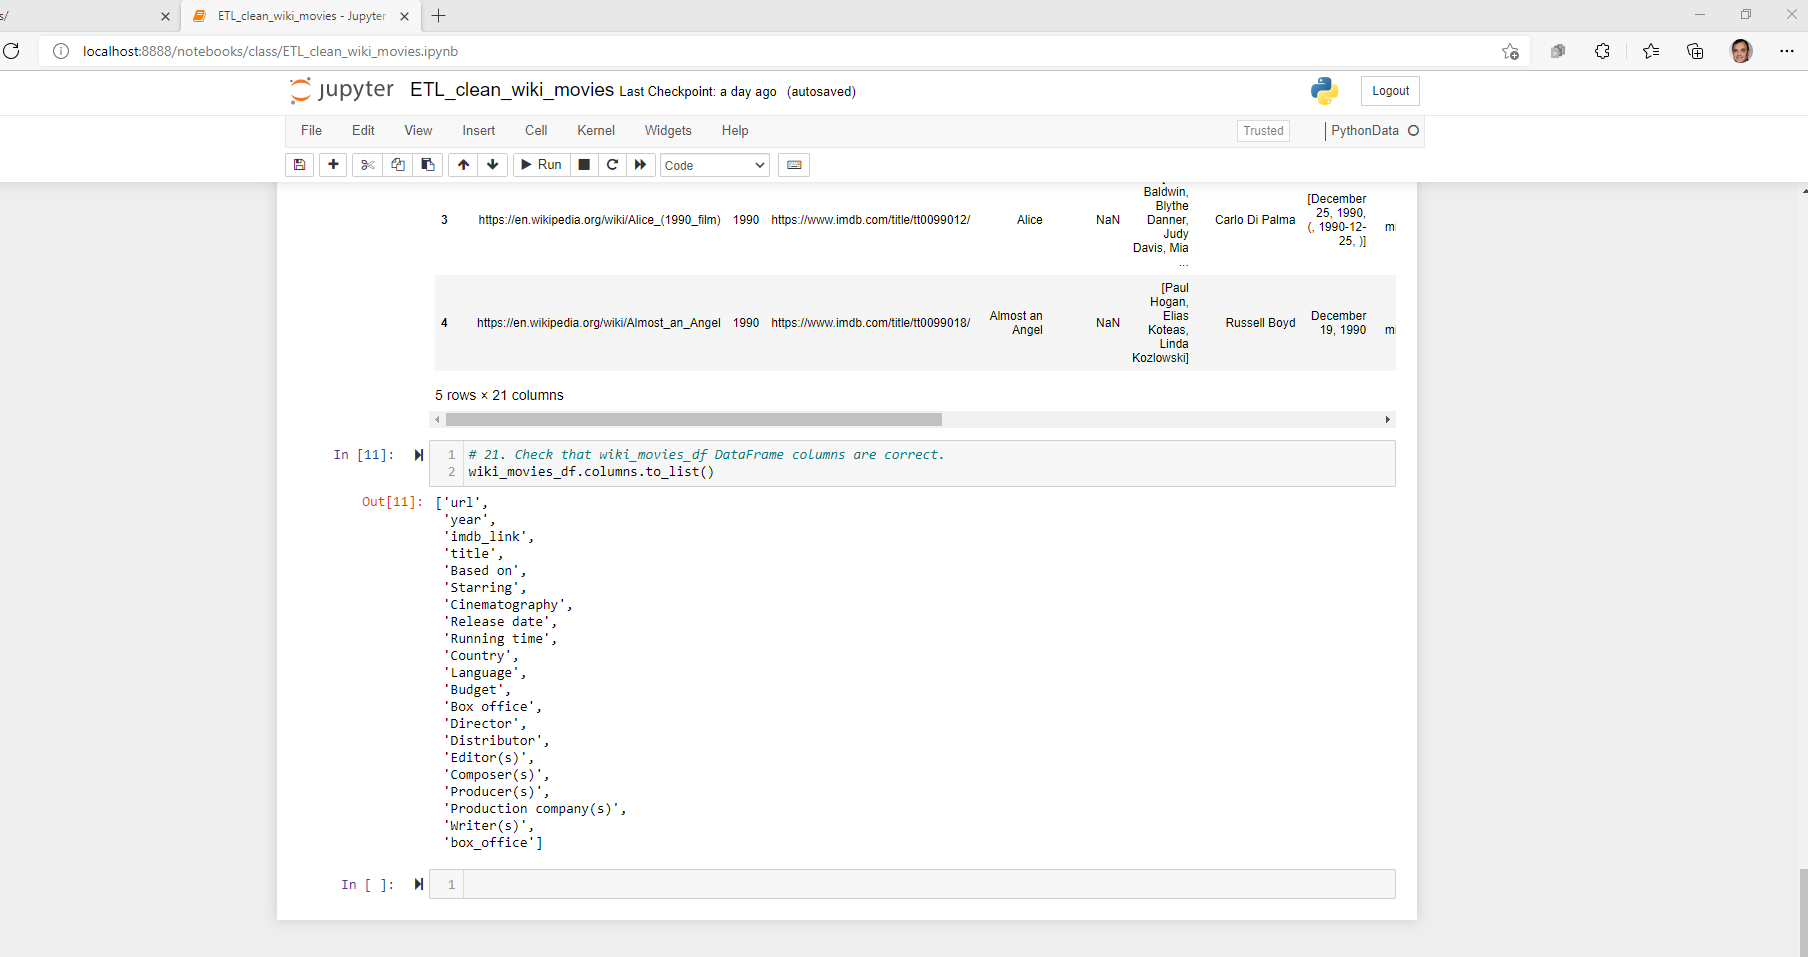 s/
ETL_clean_wiki_movies - Jupyter
localhost:8888/notebooks/class/ETL_clean_wiki_movies.ipynb
jupyter ETL_clean_wiki_movies Last Checkpoint: a day ago (autosaved)
Logout
File Edit View Insert Cell Kernel Widgets Help
Trusted PythonData
Run Code
Baldwin,
Blythe
Danner,
Judy
Davis, Mia
...
3 https://en.wikipedia.org/wiki/Alice_(1990_film) 1990 https://www.imdb.com/title/tt0099012/ Alice NaN Carlo Di Palma
[December
25, 1990,
(, 1990-12-
25, )]
mi
4 https://en.wikipedia.org/wiki/Almost_an_Angel 1990 https://www.imdb.com/title/tt0099018/
Almost an
Angel
NaN
[Paul
Hogan,
Elias
Koteas,
Linda
Kozlowski]
Russell Boyd
December
19, 1990
mi
5 rows × 21 columns
In [11]:
1 # 21. Check that wiki_movies_df DataFrame columns are correct.
2 wiki_movies_df.columns.to_list()
Out[11]: ['url',
'year',
'imdb_link',
'title',
'Based on',
'Starring',
'Cinematography',
'Release date',
'Running time',
'Country',
'Language',
'Budget',
'Box office',
'Director',
'Distributor',
'Editor(s)',
'Composer(s)',
'Producer(s)',
'Production company(s)',
'Writer(s)',
'box_office']
In [ ]: 1